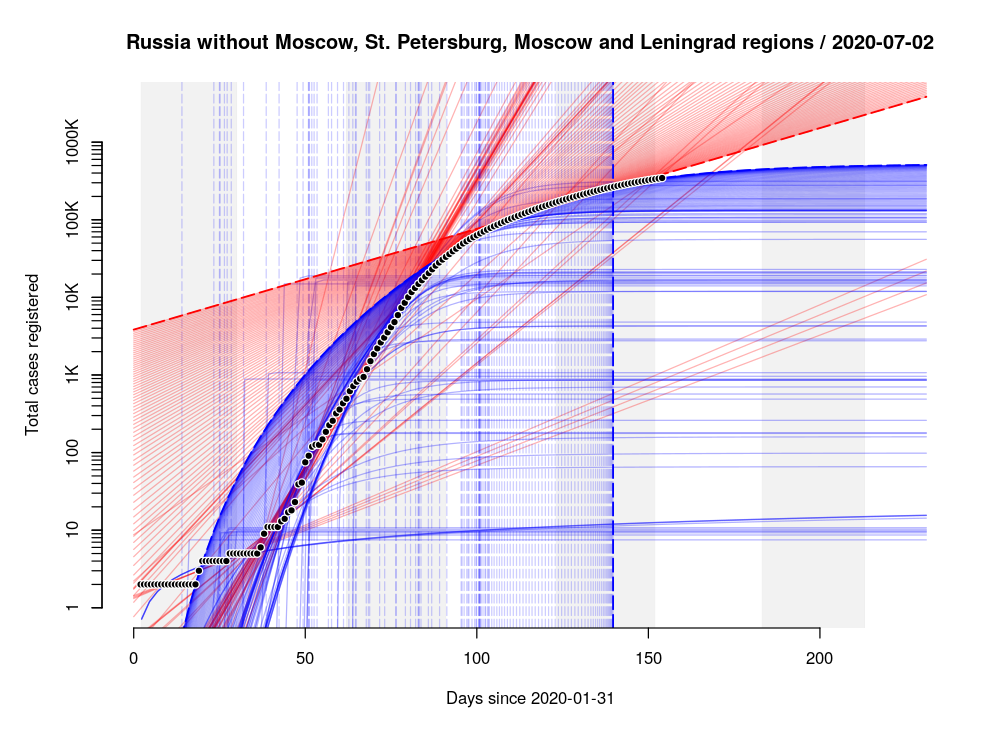 Russia without Moscow, St. Petersburg, Moscow and Leningrad regions / 2020-07-02
Total cases registered
1000K
100K
10K
1K
100
10
1
0 50 100 150 200
Days since 2020-01-31